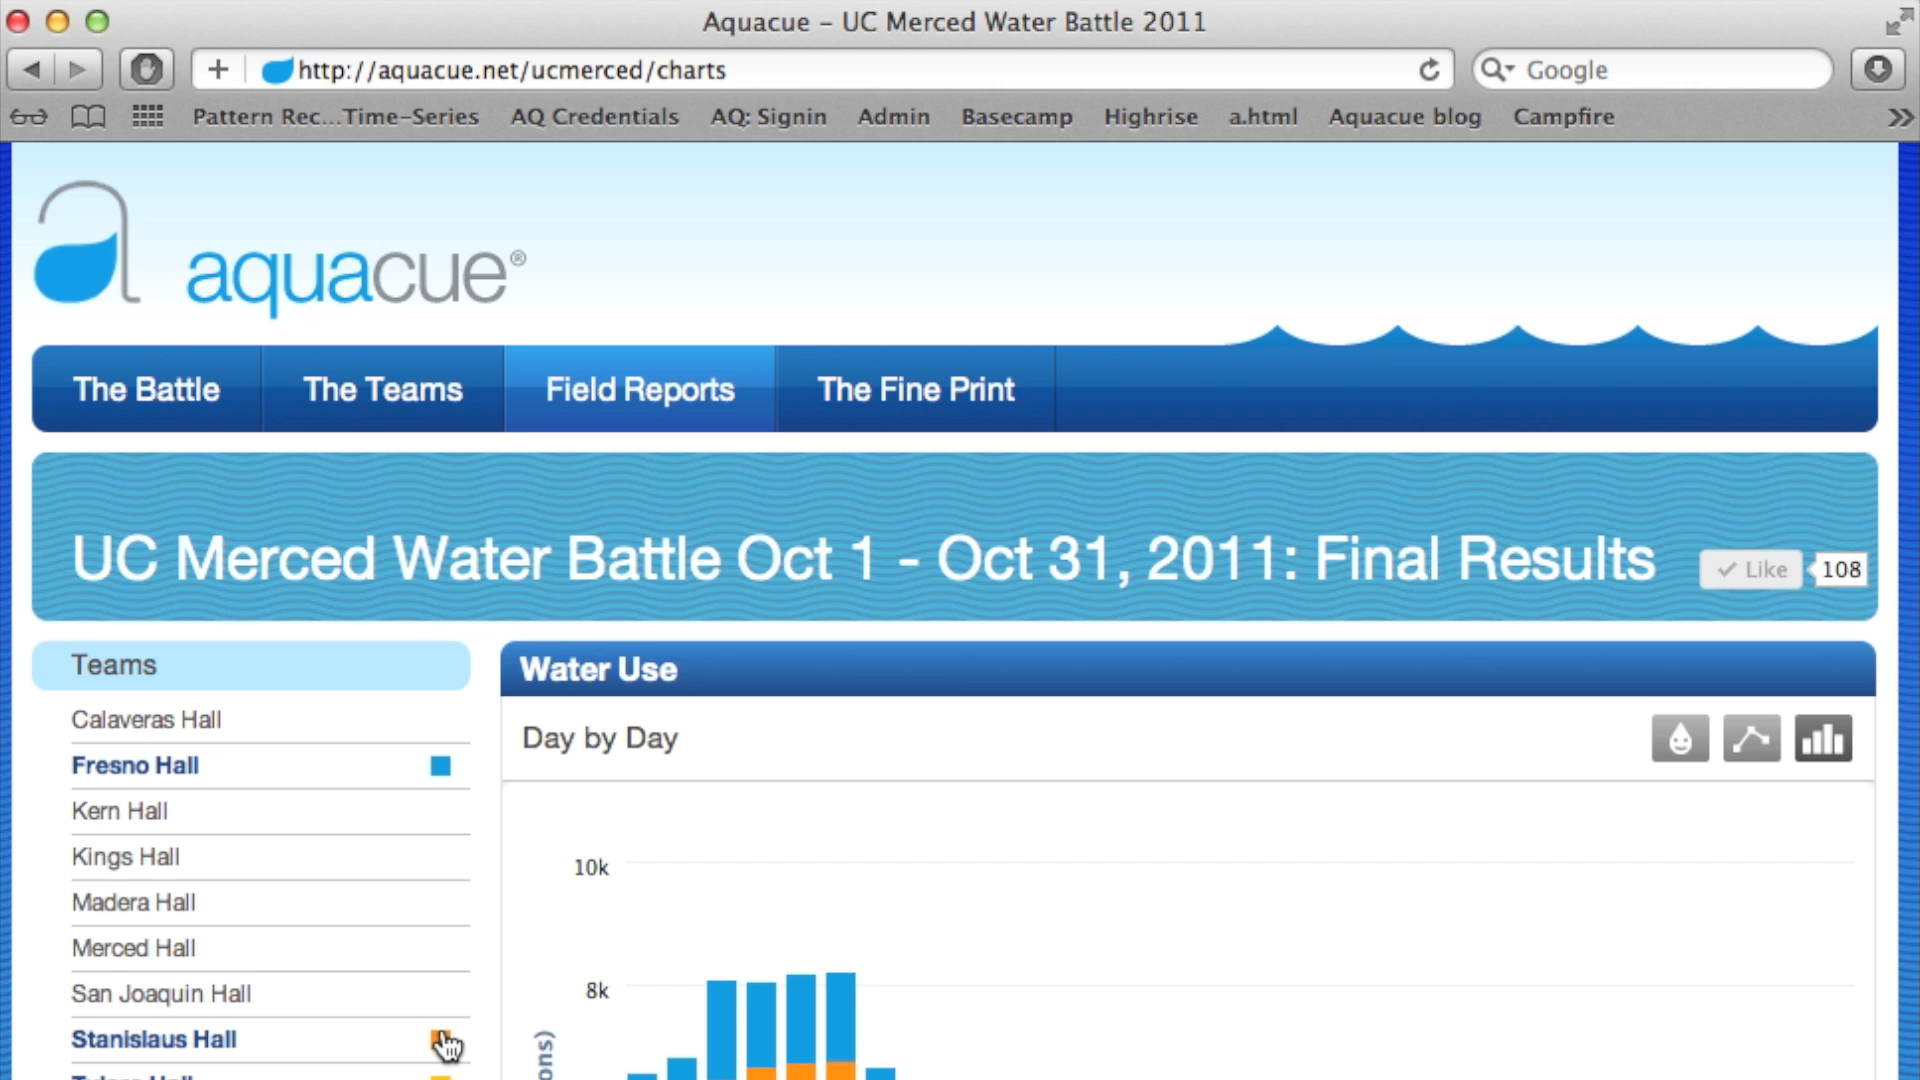 Aquacue – UC Merced Water Battle 2011
http://aquacue.net/ucmerced/charts
Google
Pattern Rec...Time-Series AQ Credentials AQ: Signin Admin Basecamp Highrise a.html Aquacue blog Campfire
aquacue®
The Battle The Teams Field Reports The Fine Print
UC Merced Water Battle Oct 1 - Oct 31, 2011: Final Results
Like 108
Teams
Calaveras Hall
Fresno Hall
Kern Hall
Kings Hall
Madera Hall
Merced Hall
San Joaquin Hall
Stanislaus Hall
Water Use
Day by Day
10k
8k